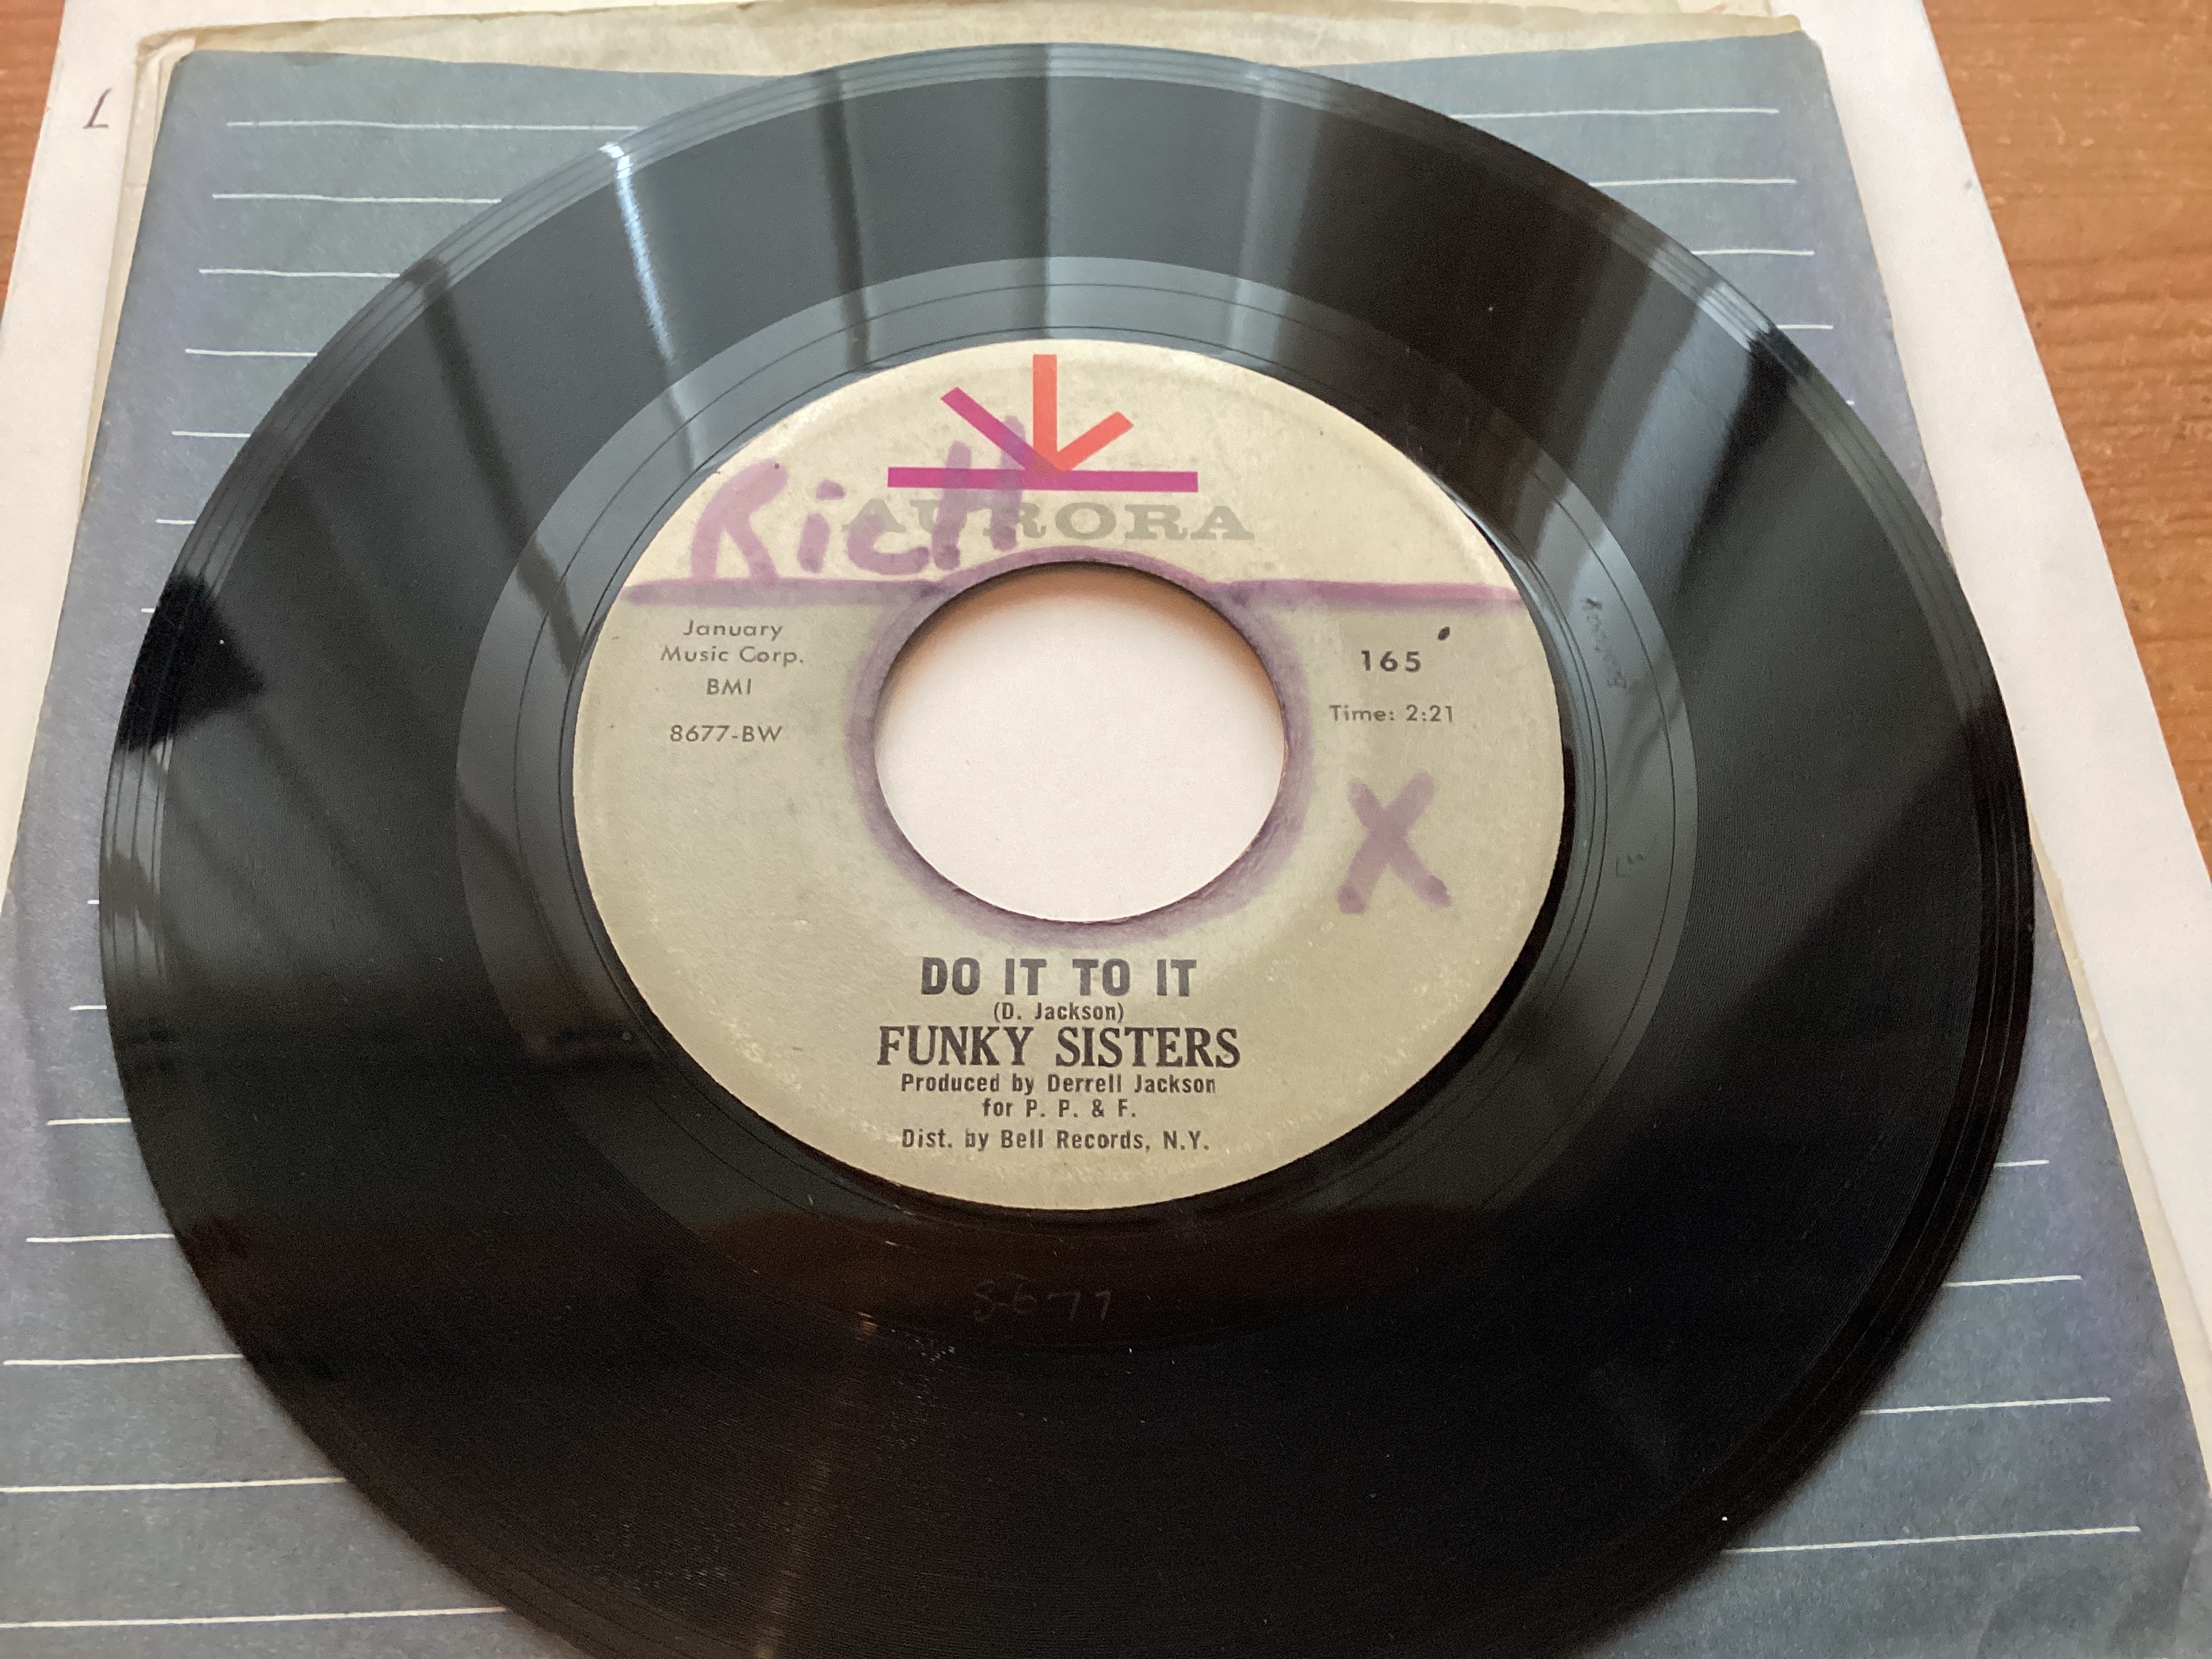 RicH
AURORA
January
Music Corp.
BMI
8677-BW
165
Time: 2:21
X
DO IT TO IT
(D. Jackson)
FUNKY SISTERS
Produced by Derrell Jackson
for P. P. & F.
Dist. by Bell Records, N.Y.
8677